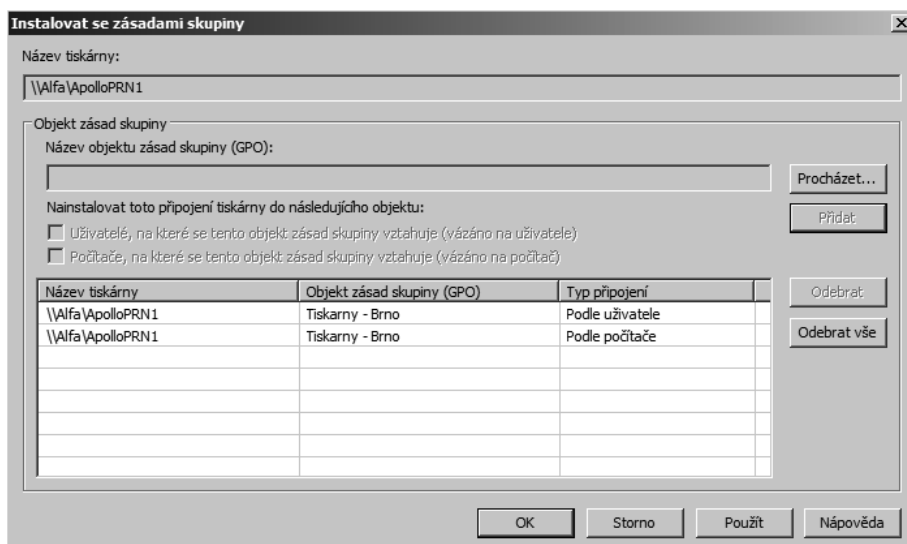 Instalovat se zásadami skupiny
Název tiskárny:
\\Alfa\ApolloPRN1
Objekt zásad skupiny
Název objektu zásad skupiny (GPO):
Procházet...
Nainstalovat toto připojení tiskárny do následujícího objektu:
Přidat
Uživatelé, na které se tento objekt zásad skupiny vztahuje (vázáno na uživatele)
Počítače, na které se tento objekt zásad skupiny vztahuje (vázáno na počítač)
Název tiskárny Objekt zásad skupiny (GPO) Typ připojení
Odebrat
\\Alfa\ApolloPRN1 Tiskarny - Brno Podle uživatele
\\Alfa\ApolloPRN1 Tiskarny - Brno Podle počítače
Odebrat vše
OK Storno Použít Nápověda